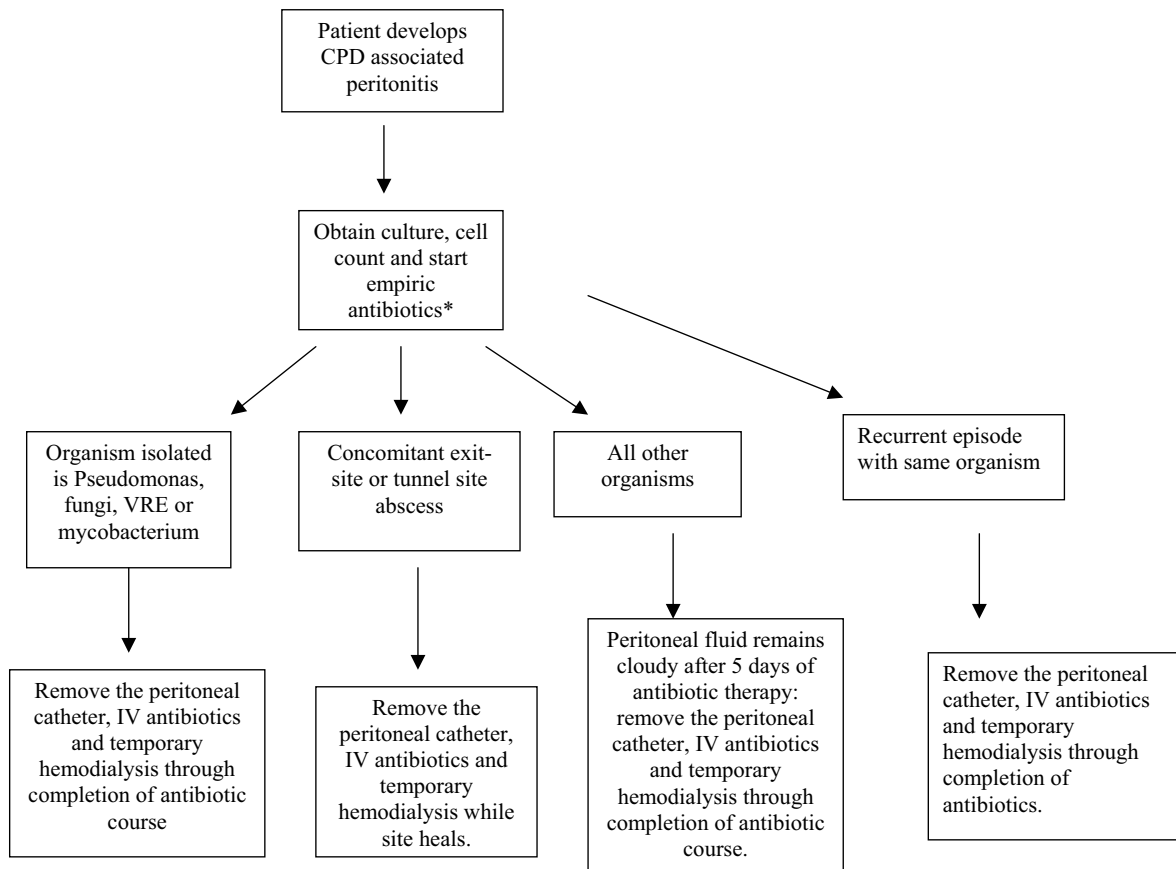 Patient develops
CPD associated
peritonitis
Obtain culture, cell
count and start
empiric
antibiotics*
Organism isolated
is Pseudomonas,
fungi, VRE or
mycobacterium
Concomitant exit-
site or tunnel site
abscess
All other
organisms
Recurrent episode
with same organism
Remove the peritoneal
catheter, IV antibiotics
and temporary
hemodialysis through
completion of antibiotic
course
Remove the
peritoneal catheter,
IV antibiotics and
temporary
hemodialysis while
site heals.
Peritoneal fluid remains
cloudy after 5 days of
antibiotic therapy:
remove the peritoneal
catheter, IV antibiotics
and temporary
hemodialysis through
completion of antibiotic
course.
Remove the peritoneal
catheter, IV antibiotics
and temporary
hemodialysis through
completion of
antibiotics.